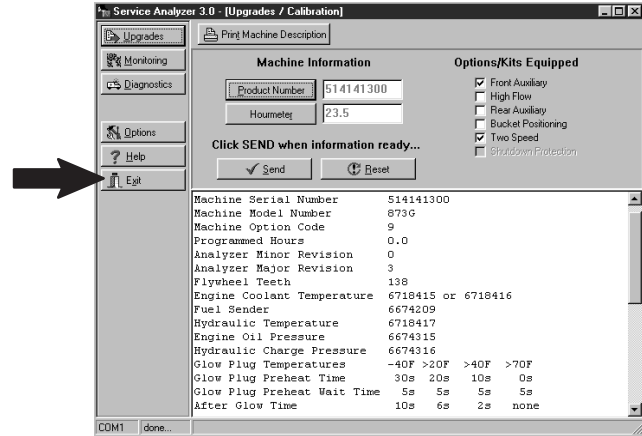 Service Analyzer 3.0 - [Upgrades / Calibration]
Upgrades
Monitoring
Diagnostics
Options
Help
Exit
Print Machine Description
Machine Information
Product Number 514141300
Hourmeter 23.5
Click SEND when information ready...
Send Reset
Options/Kits Equipped
Front Auxiliary
High Flow
Rear Auxiliary
Bucket Positioning
Two Speed
Shutdown Protection
Machine Serial Number 514141300
Machine Model Number 873G
Machine Option Code 9
Programmed Hours 0.0
Analyzer Minor Revision 0
Analyzer Major Revision 3
Flywheel Teeth 138
Engine Coolant Temperature 6718415 or 6718416
Fuel Sender 6674209
Hydraulic Temperature 6718417
Engine Oil Pressure 6674315
Hydraulic Charge Pressure 6674316
Glow Plug Temperatures -40F >20F >40F >70F
Glow Plug Preheat Time 30s 20s 10s 0s
Glow Plug Preheat Wait Time 5s 5s 5s 5s
After Glow Time 10s 6s 2s none
COM1 done...